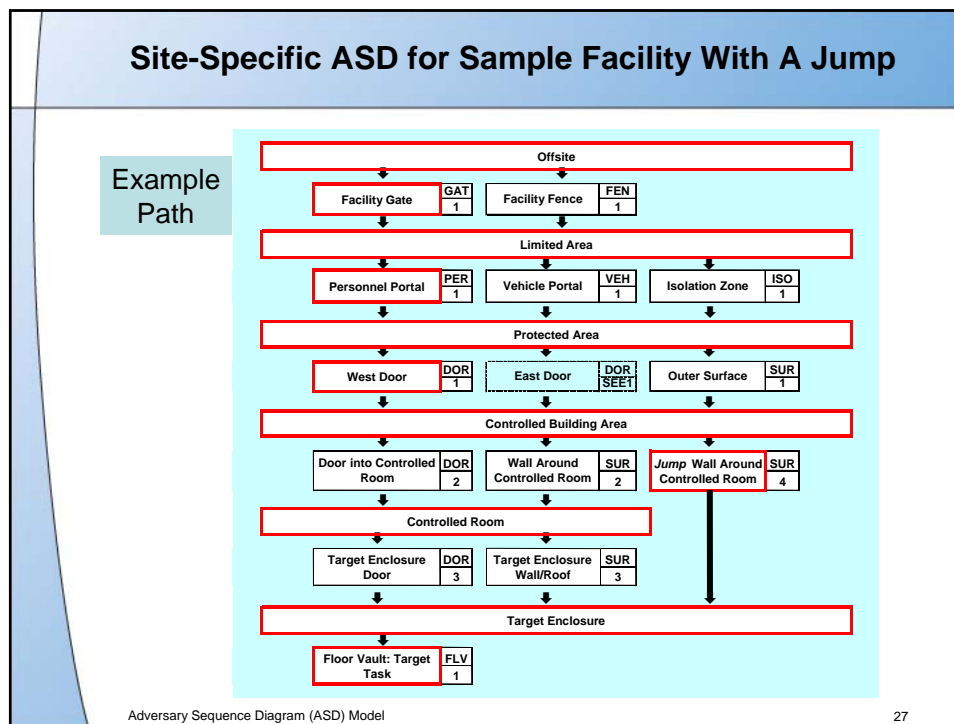 Site-Specific ASD for Sample Facility With A Jump
Example
Path
Offsite
Facility Gate
GAT
1
Facility Fence
FEN
1
Limited Area
Personnel Portal
PER
1
Vehicle Portal
VEH
1
Isolation Zone
ISO
1
Protected Area
West Door
DOR
1
East Door
DOR
SEE1
Outer Surface
SUR
1
Controlled Building Area
Door into Controlled
Room
DOR
2
Wall Around
Controlled Room
SUR
2
Jump Wall Around
Controlled Room
SUR
4
Controlled Room
Target Enclosure
Door
DOR
3
Target Enclosure
Wall/Roof
SUR
3
Target Enclosure
Floor Vault: Target
Task
FLV
1
Adversary Sequence Diagram (ASD) Model
27